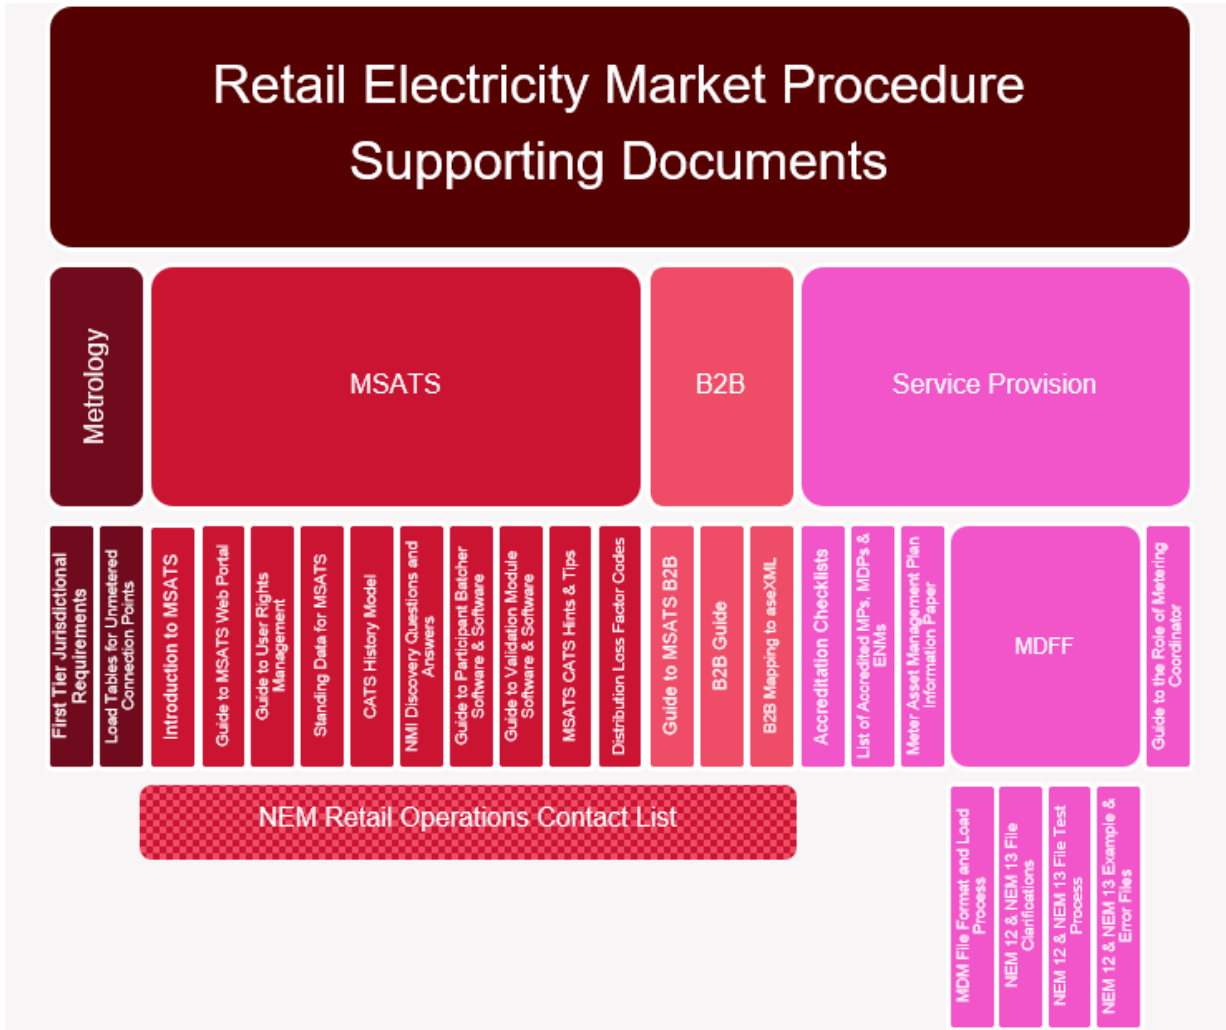 Retail Electricity Market Procedure
Supporting Documents
Metrology
MSATS
B2B
Service Provision
First Tier Jurisdictional
Requirements
Load Tables for Unmetered
Connection Points
Introduction to MSATS
Guide to MSATS Web Portal
Guide to User Rights
Management
Standing Data for MSATS
CATS History Model
NMI Discovery Questions and
Answers
Guide to Participant Batcher
Software & Software
Guide to Validation Module
Software & Software
MSATS CATS Hints & Tips
Distribution Loss Factor Codes
Guide to MSATS B2B
B2B Guide
B2B Mapping to aseXML
Accreditation Checklists
List of Accredited MPs, MDPs &
ENMs
Meter Asset Management Plan
Information Paper
MDFF
Guide to the Role of Metering
Coordinator
NEM Retail Operations Contact List
MDM File Format and Load
Process
NEM 12 & NEM 13 File
Clarifications
NEM 12 & NEM 13 File Test
Process
NEM 12 & NEM 13 Example &
Error Files